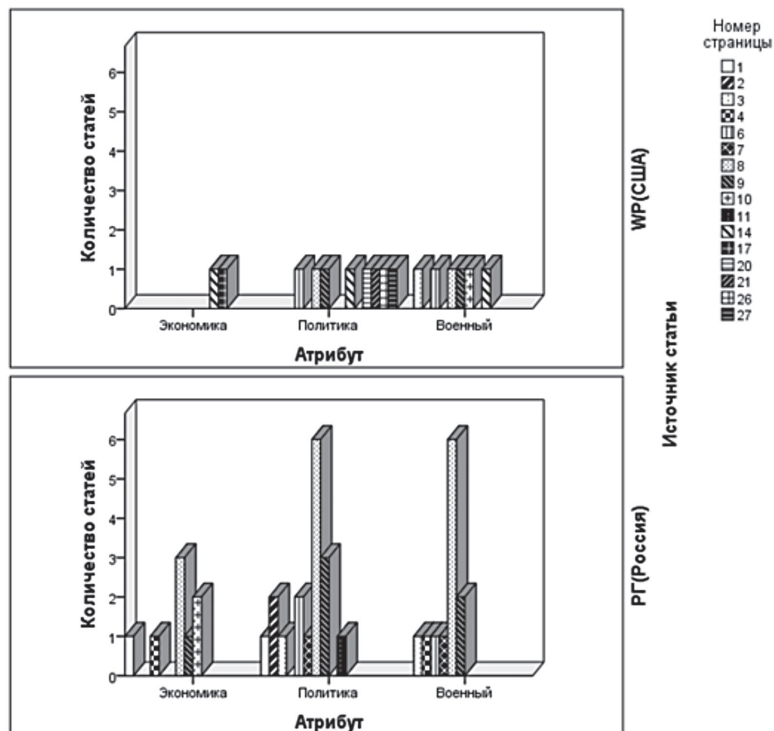 Номер
страницы
1
2
3
4
6
7
8
9
10
11
14
17
20
21
26
27
Источник статьи
WP(США)
Количество статей
6
5
4
3
2
1
0
Экономика Политика Военный
Атрибут
РГ(Россия)
Количество статей
6
5
4
3
2
1
0
Экономика Политика Военный
Атрибут